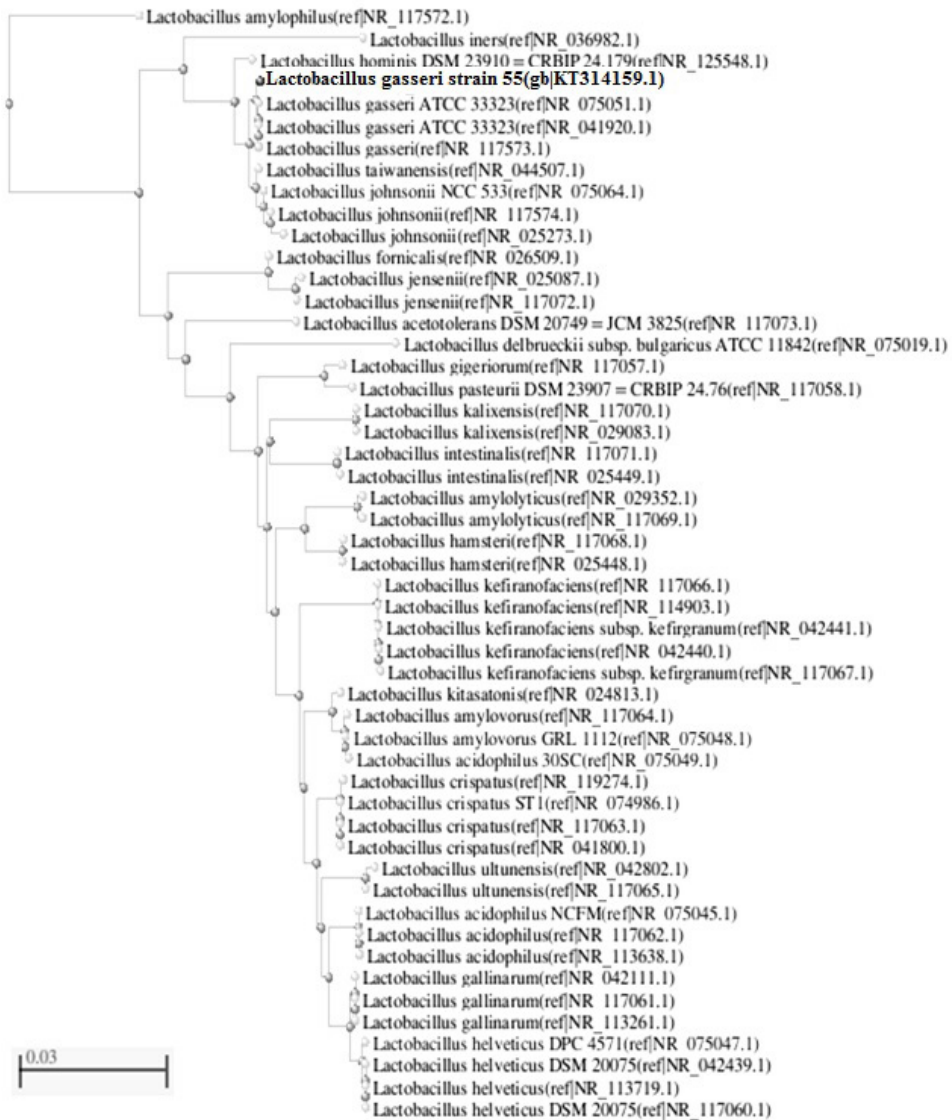 Lactobacillus amylophilus(ref|NR_117572.1)
Lactobacillus iners(ref|NR_036982.1)
Lactobacillus hominis DSM 23910 = CRBIP 24.179(ref|NR_125548.1)
Lactobacillus gasseri strain 55(gb|KT314159.1)
Lactobacillus gasseri ATCC 33323(ref|NR_075051.1)
Lactobacillus gasseri ATCC 33323(ref|NR_041920.1)
Lactobacillus gasseri(ref|NR_117573.1)
Lactobacillus taiwanensis(ref|NR_044507.1)
Lactobacillus johnsonii NCC 533(ref|NR_075064.1)
Lactobacillus johnsonii(ref|NR_117574.1)
Lactobacillus johnsonii(ref|NR_025273.1)
Lactobacillus fornicalis(ref|NR_026509.1)
Lactobacillus jensenii(ref|NR_025087.1)
Lactobacillus jensenii(ref|NR_117072.1)
Lactobacillus acetotolerans DSM 20749 = JCM 3825(ref|NR_117073.1)
Lactobacillus delbrueckii subsp. bulgaricus ATCC 11842(ref|NR_075019.1)
Lactobacillus gigeriorum(ref|NR_117057.1)
Lactobacillus pasteurii DSM 23907 = CRBIP 24.76(ref|NR_117058.1)
Lactobacillus kalixensis(ref|NR_117070.1)
Lactobacillus kalixensis(ref|NR_029083.1)
Lactobacillus intestinalis(ref|NR_117071.1)
Lactobacillus intestinalis(ref|NR_025449.1)
Lactobacillus amylolyticus(ref|NR_029352.1)
Lactobacillus amylolyticus(ref|NR_117069.1)
Lactobacillus hamsteri(ref|NR_117068.1)
Lactobacillus hamsteri(ref|NR_025448.1)
Lactobacillus kefiranofaciens(ref|NR_117066.1)
Lactobacillus kefiranofaciens(ref|NR_114903.1)
Lactobacillus kefiranofaciens subsp. kefirgranum(ref|NR_042441.1)
Lactobacillus kefiranofaciens(ref|NR_042440.1)
Lactobacillus kefiranofaciens subsp. kefirgranum(ref|NR_117067.1)
Lactobacillus kitasatonis(ref|NR_024813.1)
Lactobacillus amylovorus(ref|NR_117064.1)
Lactobacillus amylovorus GRL 1112(ref|NR_075048.1)
Lactobacillus acidophilus 30SC(ref|NR_075049.1)
Lactobacillus crispatus(ref|NR_119274.1)
Lactobacillus crispatus ST1(ref|NR_074986.1)
Lactobacillus crispatus(ref|NR_117063.1)
Lactobacillus crispatus(ref|NR_041800.1)
Lactobacillus ultunensis(ref|NR_042802.1)
Lactobacillus ultunensis(ref|NR_117065.1)
Lactobacillus acidophilus NCFM(ref|NR_075045.1)
Lactobacillus acidophilus(ref|NR_117062.1)
Lactobacillus acidophilus(ref|NR_113638.1)
Lactobacillus gallinarum(ref|NR_042111.1)
Lactobacillus gallinarum(ref|NR_117061.1)
Lactobacillus gallinarum(ref|NR_113261.1)
Lactobacillus helveticus DPC 4571(ref|NR_075047.1)
Lactobacillus helveticus DSM 20075(ref|NR_042439.1)
Lactobacillus helveticus(ref|NR_113719.1)
Lactobacillus helveticus DSM 20075(ref|NR_117060.1)
0.03